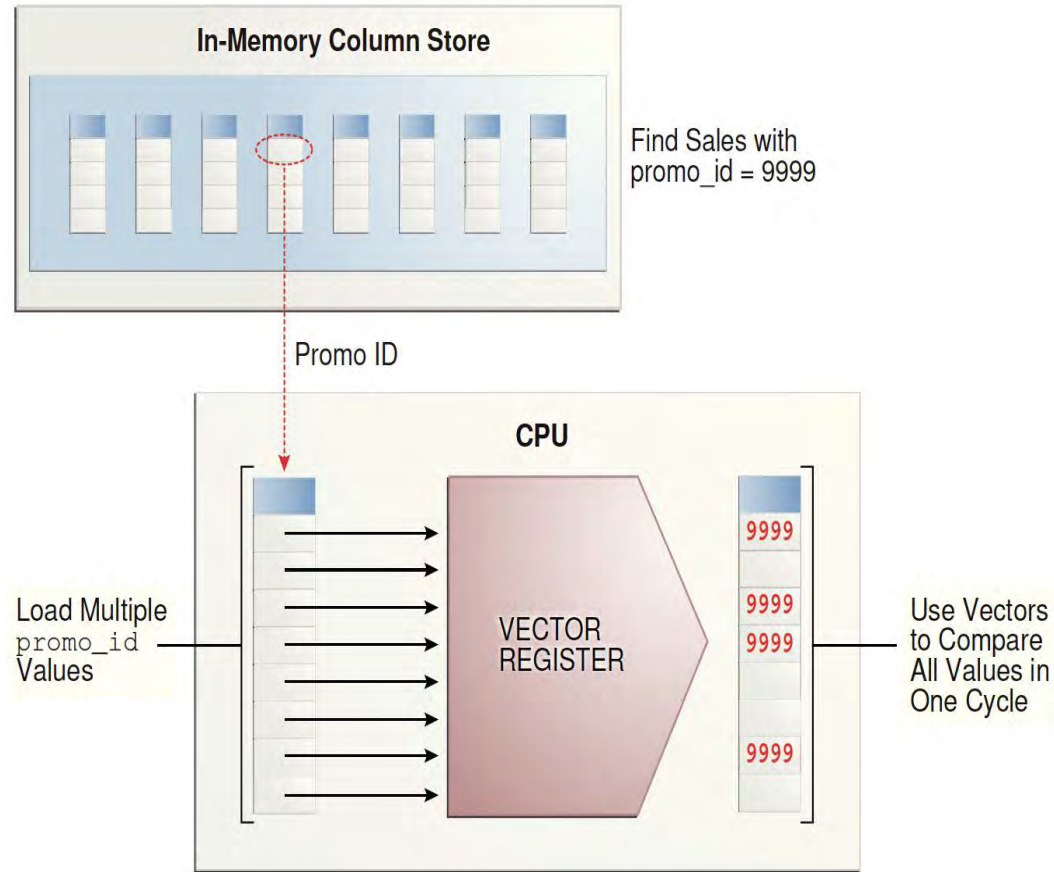 In-Memory Column Store
Find Sales with
promo_id = 9999
Promo ID
CPU
Load Multiple
promo_id
Values
VECTOR
REGISTER
9999
9999
9999
9999
Use Vectors
to Compare
All Values in
One Cycle